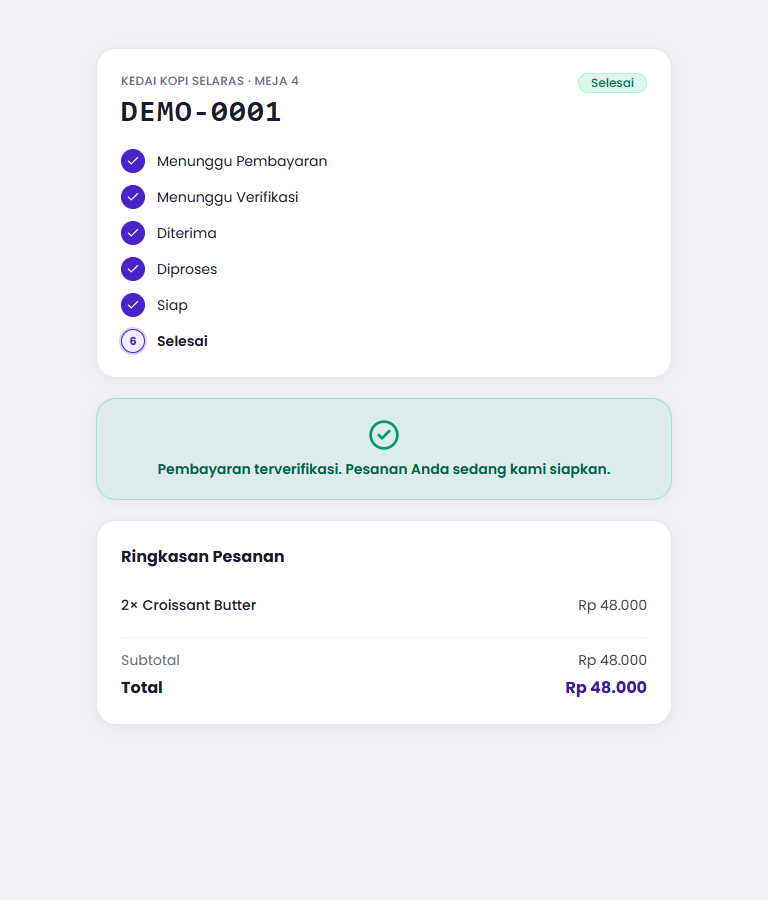 KEDAI KOPI SELARAS · MEJA 4
Selesai
DEMO-0001
Menunggu Pembayaran
Menunggu Verifikasi
Diterima
Diproses
Siap
6 Selesai
Pembayaran terverifikasi. Pesanan Anda sedang kami siapkan.
Ringkasan Pesanan
2× Croissant Butter Rp 48.000
Subtotal Rp 48.000
Total Rp 48.000